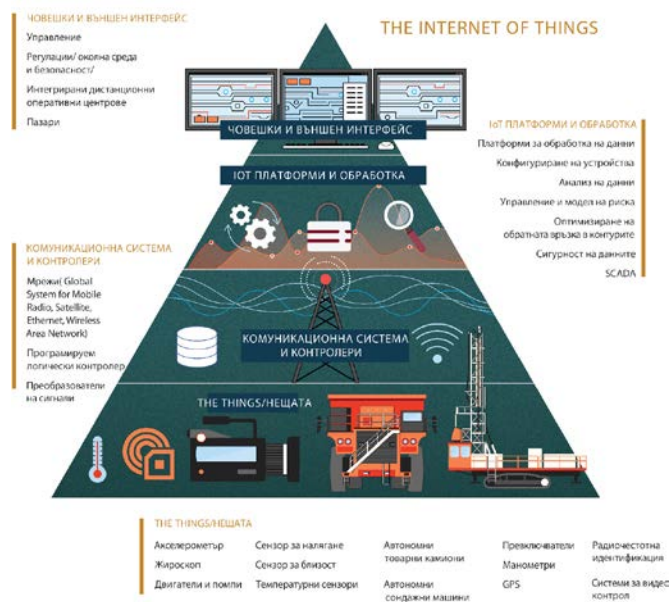 THE INTERNET OF THINGS
ЧОВЕШКИ И ВЪНШЕН ИНТЕРФЕЙС
Управление
Регулации/ околна среда
и безопасност/
Интегрирани дистанционни
оперативни центрове
Пазари
ЧОВЕШКИ И ВЪНШЕН ИНТЕРФЕЙС
IOT ПЛАТФОРМИ И ОБРАБОТКА
IoT ПЛАТФОРМИ И ОБРАБОТКА
Платформи за обработка на данни
Конфигуриране на устройства
Анализ на данни
Управление и модел на риска
Оптимизиране на
обратната връзка в контурите
Сигурност на данните
SCADA
КОМУНИКАЦИОННА СИСТЕМА
И КОНТРОЛЕРИ
Мрежи( Global
System for Mobile
Radio, Satellite,
Ethernet, Wireless
Area Network)
Програмируем
логически контролер
Преобразователи
на сигнали
КОМУНИКАЦИОННА СИСТЕМА
И КОНТРОЛЕРИ
THE THINGS/НЕЩАТА
THE THINGS/НЕЩАТА
Акселерометър
Жироскоп
Двигатели и помпи
Сензор за налягане
Сензор за близост
Температурни сензори
Автономни
товарни камиони
Автономни
сондажни машини
Превключватели
Манометри
GPS
Радиочестотна
идентификация
Системи за видео
контрол